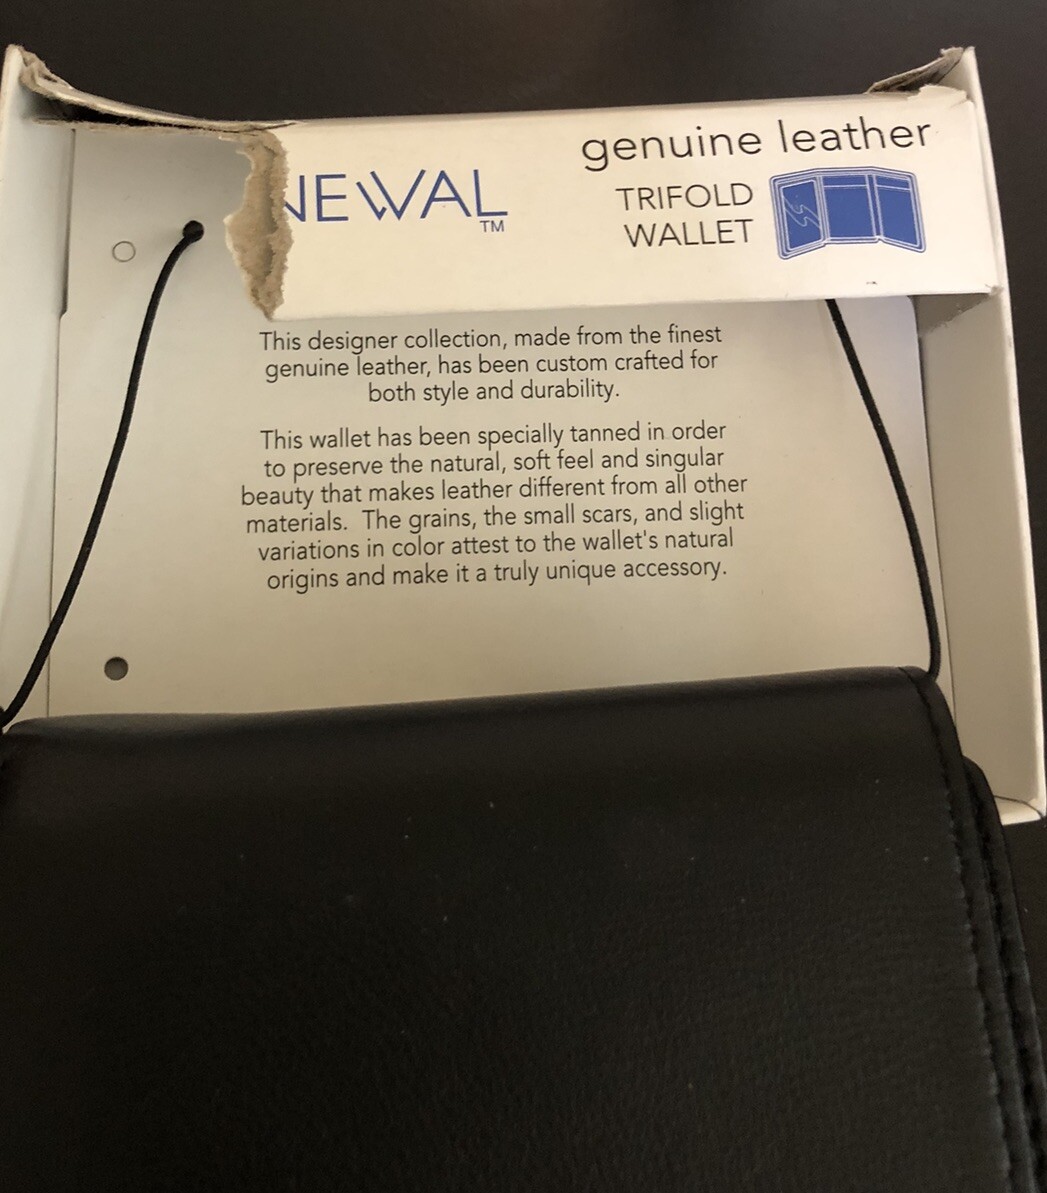 NEWVAL
TM
genuine leather
TRIFOLD
WALLET
This designer collection, made from the finest
genuine leather, has been custom crafted for
both style and durability.
This wallet has been specially tanned in order
to preserve the natural, soft feel and singular
beauty that makes leather different from all other
materials. The grains, the small scars, and slight
variations in color attest to the wallet's natural
origins and make it a truly unique accessory.